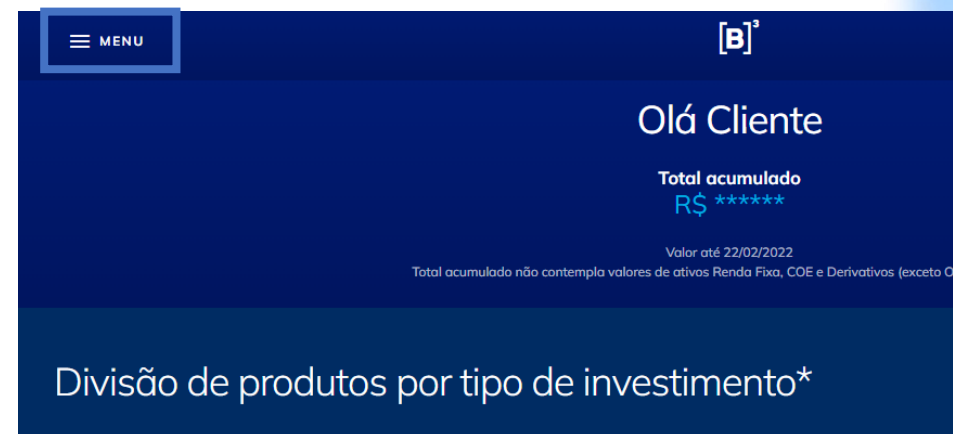 MENU
[B]³
Olá Cliente
Total acumulado
R$ ******
Valor até 22/02/2022
Total acumulado não contempla valores de ativos Renda Fixa, COE e Derivativos (exceto O
Divisão de produtos por tipo de investimento*